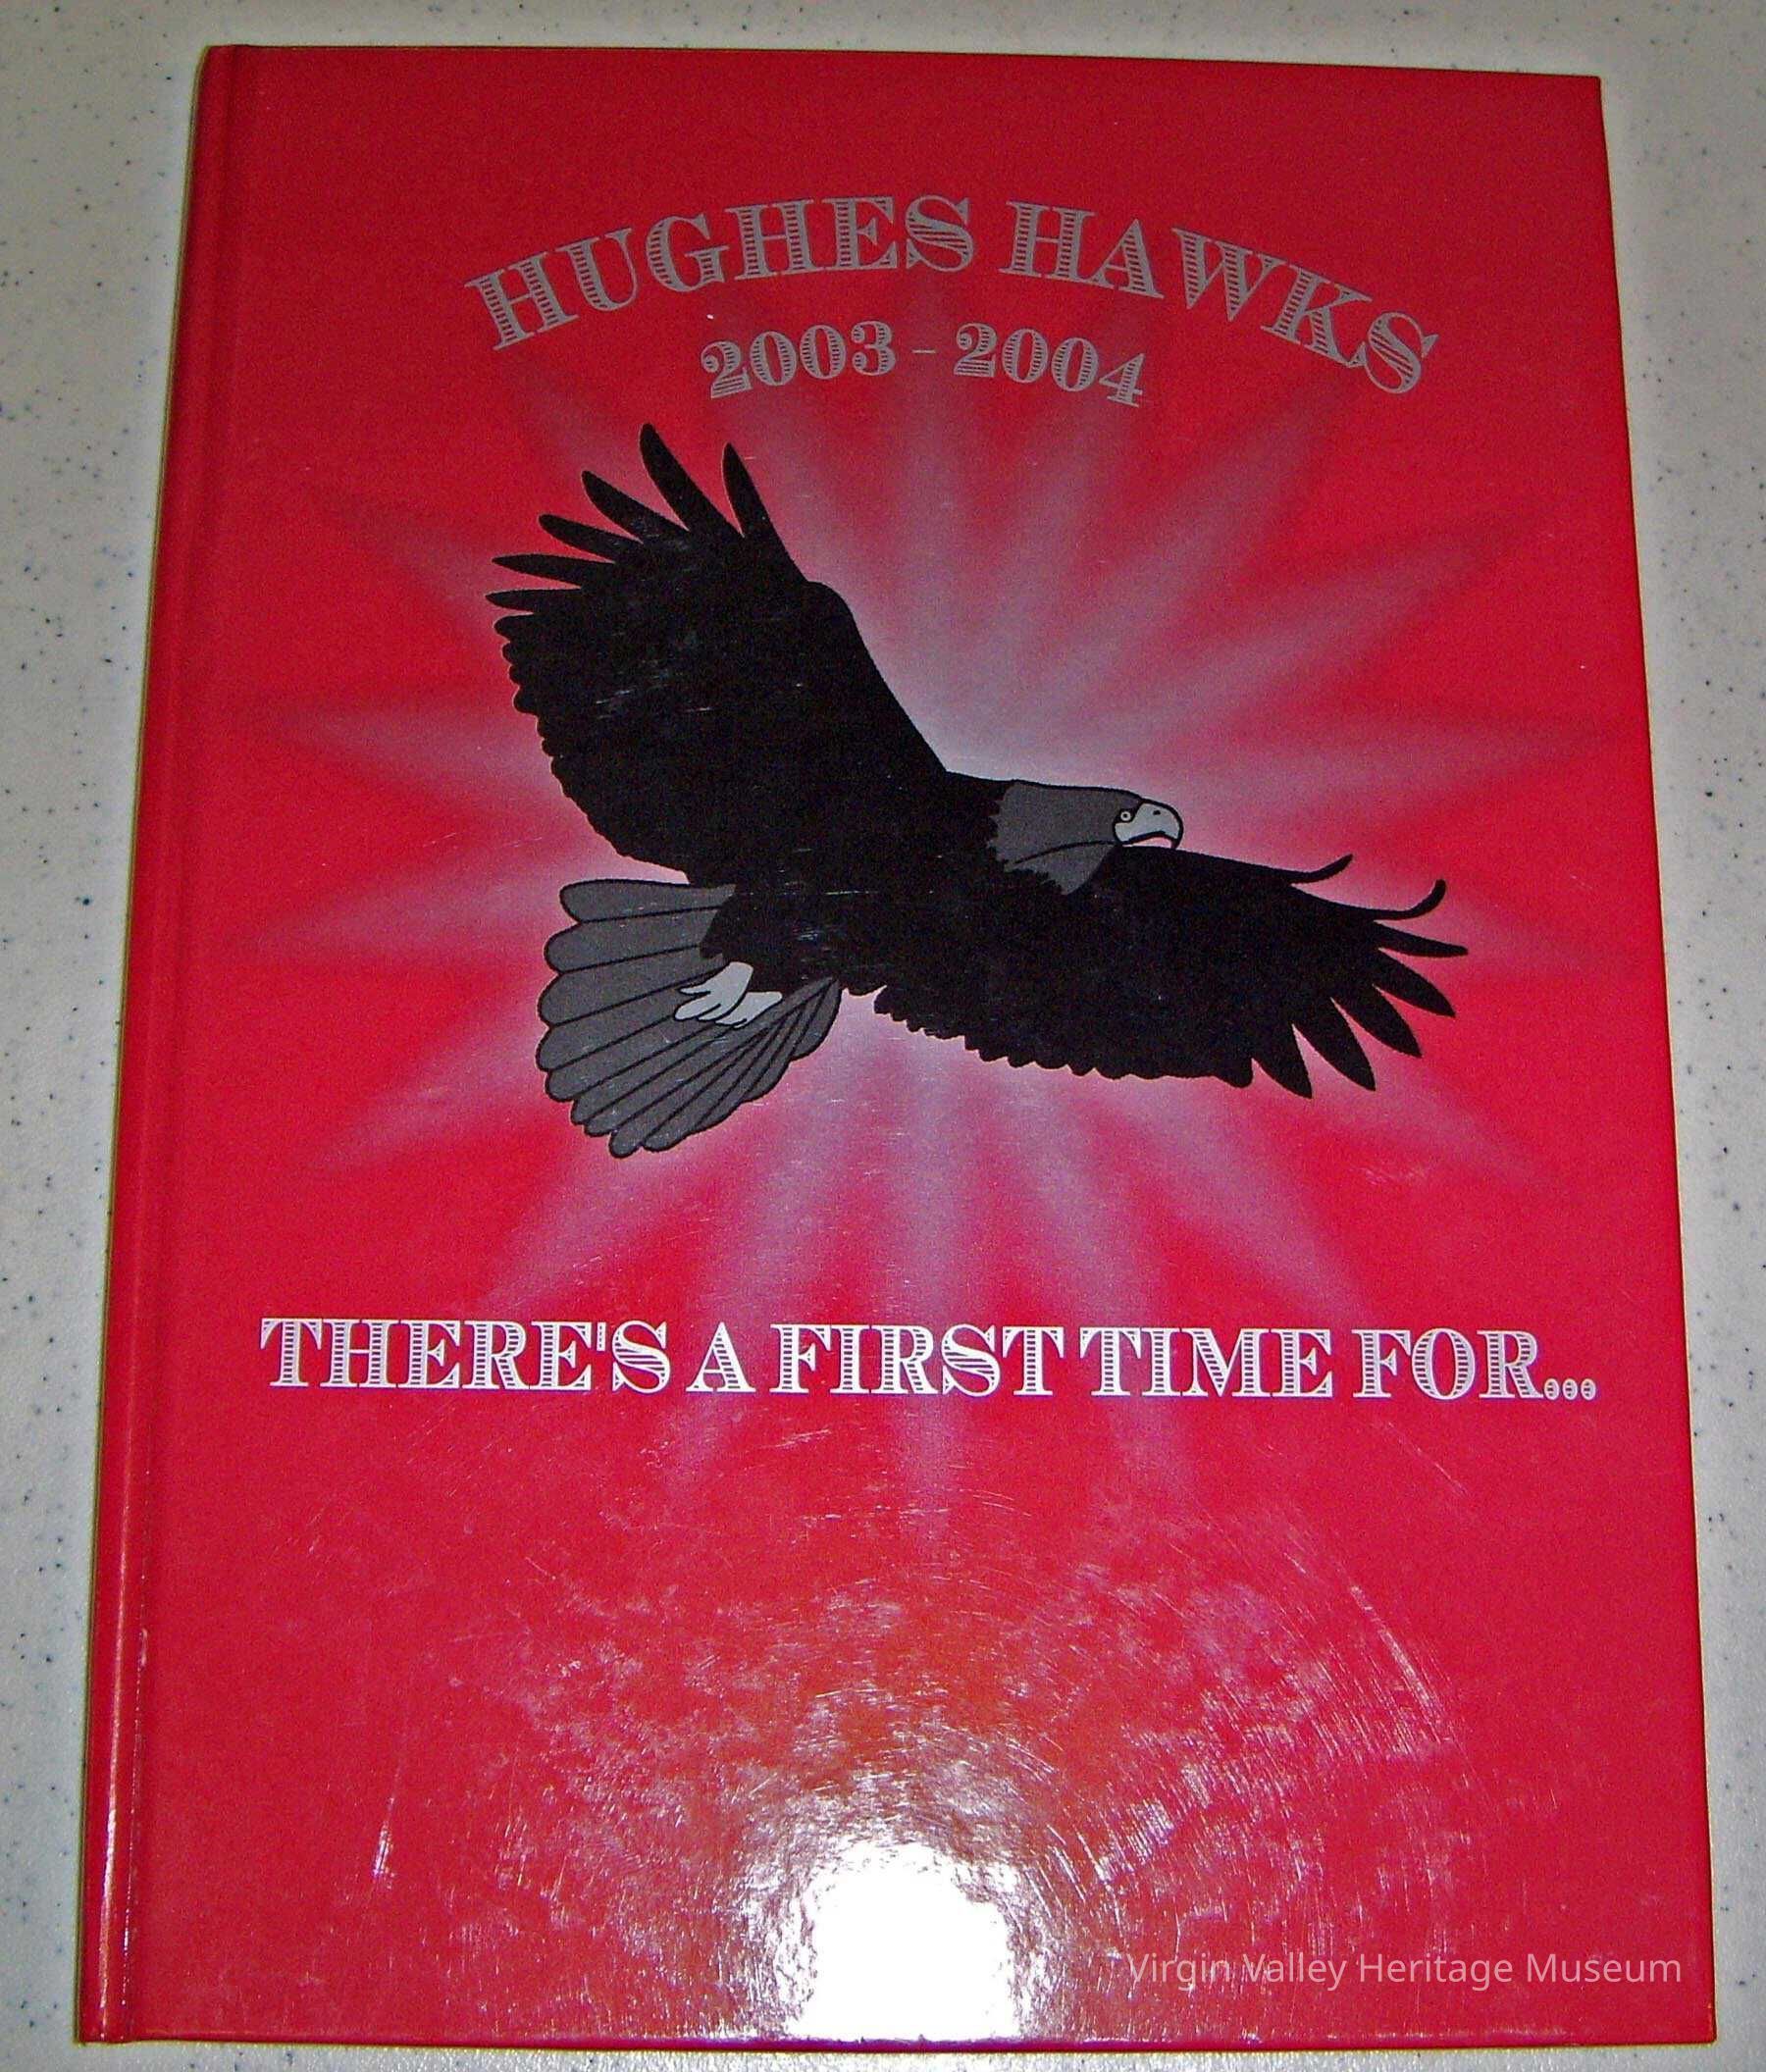 HUGHES HAWKS
2003 - 2004
THERE'S A FIRST TIME FOR...
Virgin Valley Heritage Museum